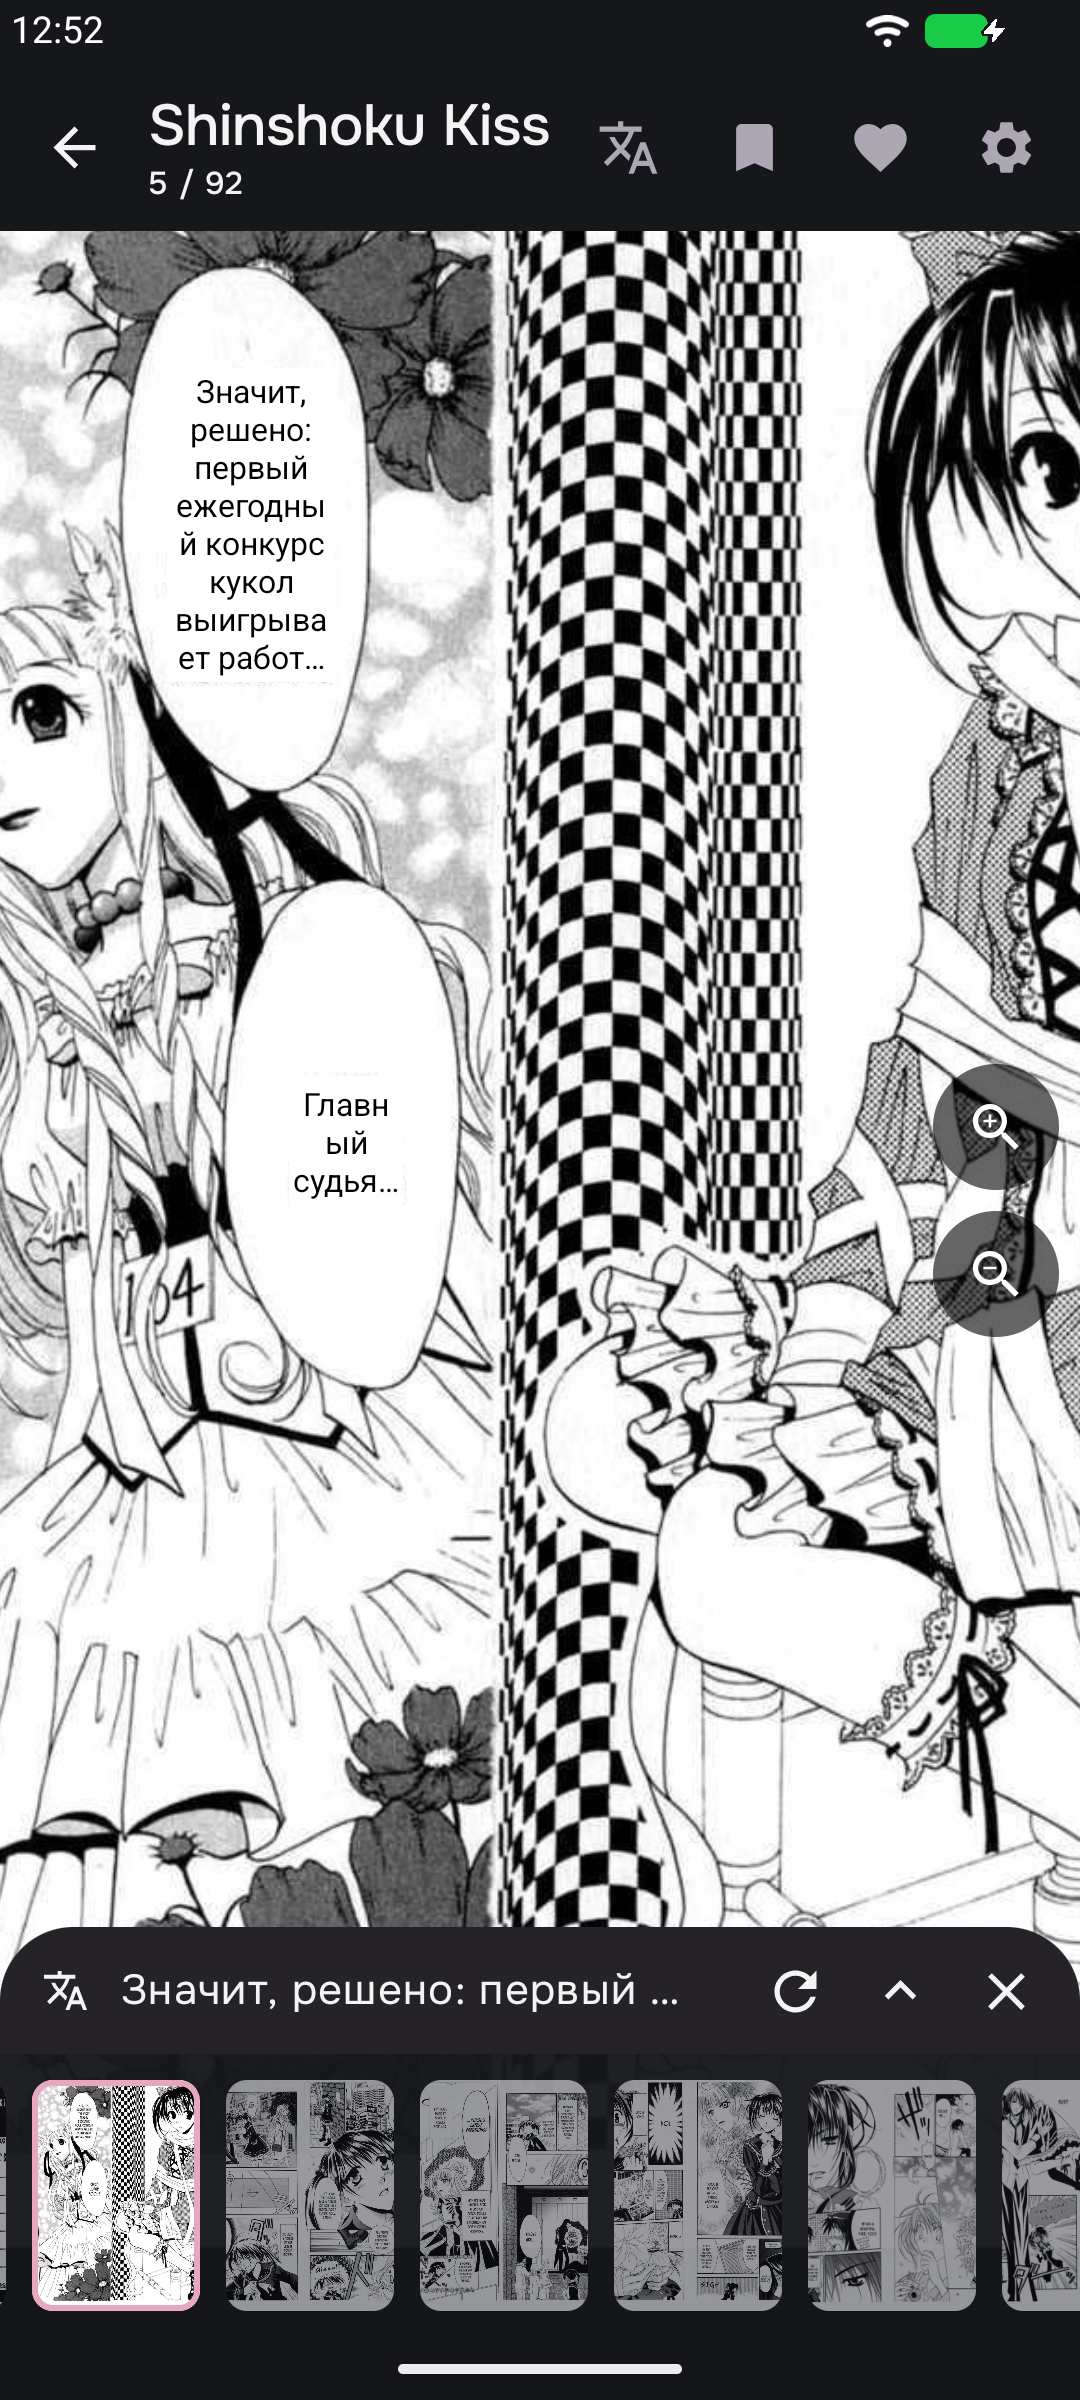 12:52
Shinshoku Kiss
5 / 92
Значит,
решено:
первый
ежегодны
й конкурс
кукол
выигрыва
ет работ…
Главн
ый
судья…
104
Значит, решено: первый ...